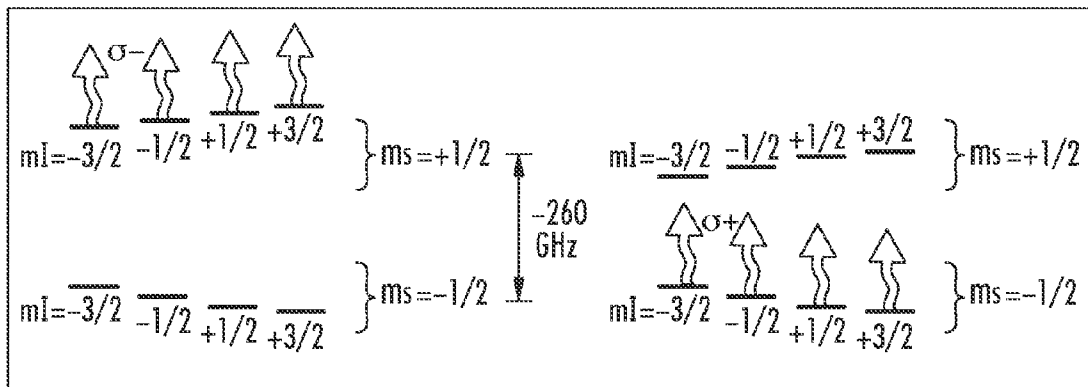 σ−
mI=−3/2 −1/2 +1/2 +3/2
ms=+1/2
−260
GHz
mI=−3/2 −1/2 +1/2 +3/2
ms=−1/2
mI=−3/2 −1/2 +1/2 +3/2
ms=+1/2
σ+
mI=−3/2 −1/2 +1/2 +3/2
ms=−1/2